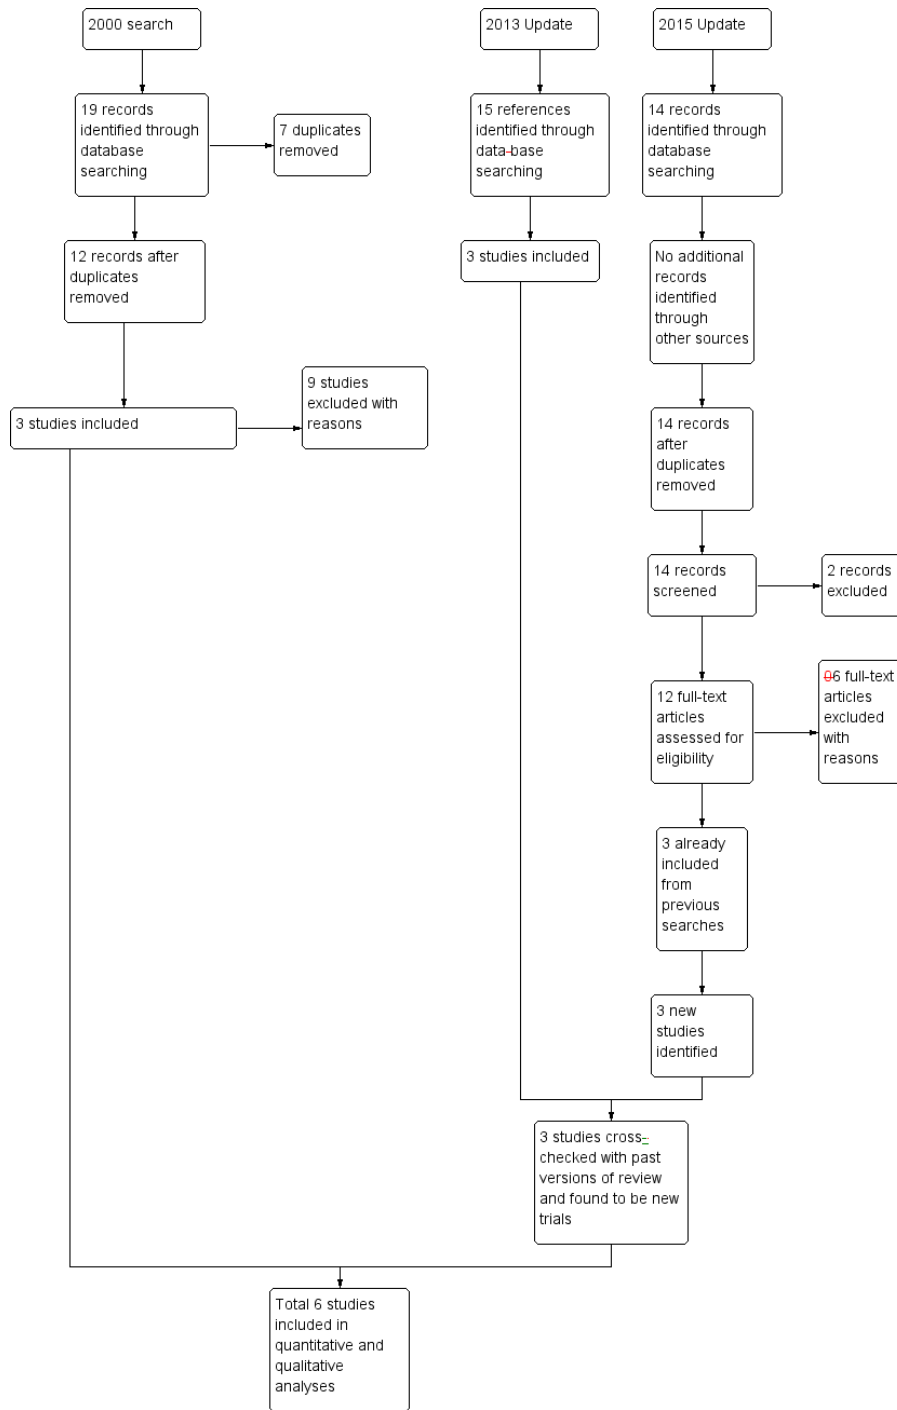 2000 search
19 records
identified through
database
searching
7 duplicates
removed
12 records after
duplicates
removed
3 studies included
9 studies
excluded with
reasons
2013 Update
15 references
identified through
data-base
searching
3 studies included
2015 Update
14 records
identified through
database
searching
No additional
records
identified
through
other sources
14 records
after
duplicates
removed
14 records
screened
2 records
excluded
12 full-text
articles
assessed for
eligibility
06 full-text
articles
excluded
with
reasons
3 already
included
from
previous
searches
3 new
studies
identified
3 studies cross-
checked with past
versions of review
and found to be new
trials
Total 6 studies
included in
quantitative and
qualitative
analyses